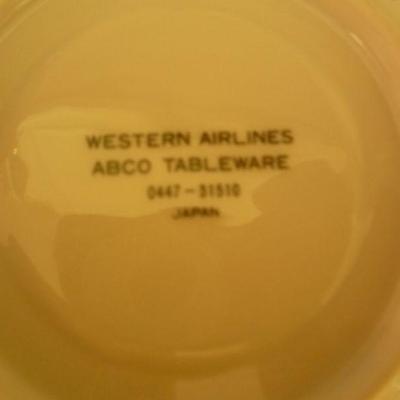 WESTERN AIRLINES
ABCO TABLEWARE
0447-31510
JAPAN